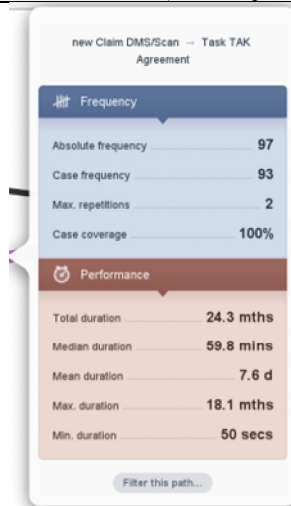 new Claim DMS/Scan → Task TAK
Agreement
Frequency
Absolute frequency 97
Case frequency 93
Max. repetitions 2
Case coverage 100%
Performance
Total duration 24.3 mths
Median duration 59.8 mins
Mean duration 7.6 d
Max. duration 18.1 mths
Min. duration 50 secs
Filter this path...